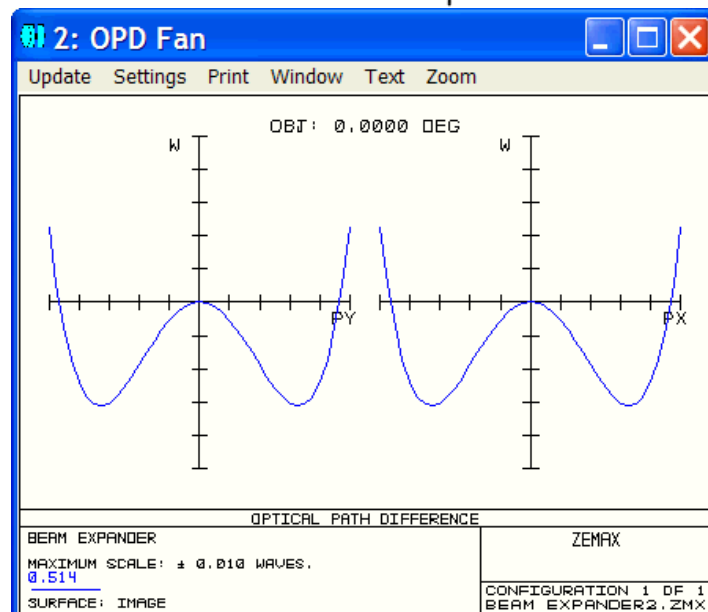 2: OPD Fan
Update Settings Print Window Text Zoom
OBJ: 0.0000 DEG
W W
PY PX
OPTICAL PATH DIFFERENCE
BEAM EXPANDER
MAXIMUM SCALE: ± 0.010 WAVES.
0.514
SURFACE: IMAGE
ZEMAX
CONFIGURATION 1 OF 1
BEAM EXPANDER2.ZMX